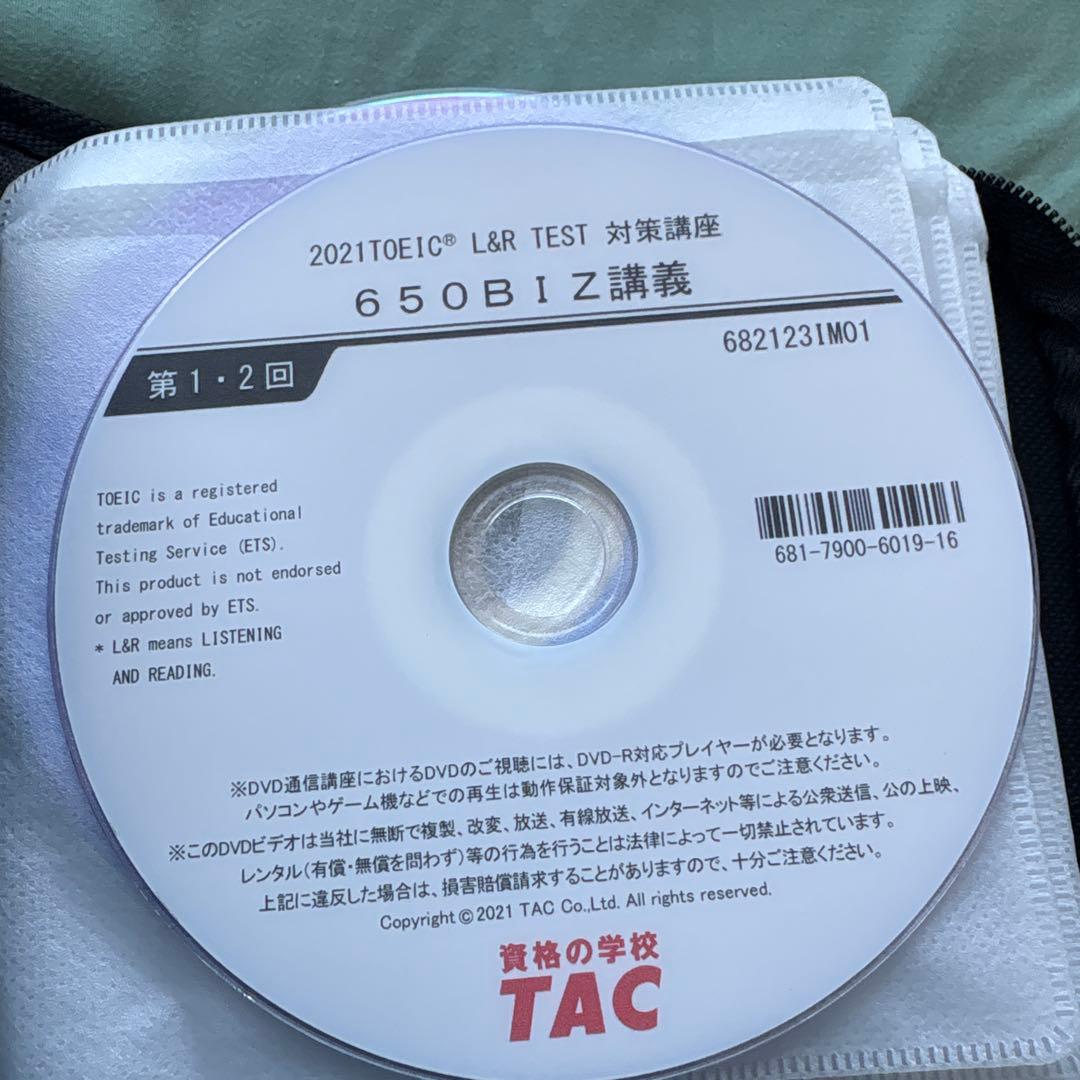 2021TOEIC® L&R TEST 対策講座
650BIZ講義
682123IM01
第1・2回
TOEIC is a registered
trademark of Educational
Testing Service (ETS).
This product is not endorsed
or approved by ETS.
* L&R means LISTENING
AND READING.
681-7900-6019-16
※DVD通信講座におけるDVDのご視聴には、DVD-R対応プレイヤーが必要となります。
パソコンやゲーム機などでの再生は動作保証対象外となりますのでご注意ください。
※このDVDビデオは当社に無断で複製、改変、放送、有線放送、インターネット等による公衆送信、公の上映、
レンタル(有償・無償を問わず)等の行為を行うことは法律によって一切禁止されています。
上記に違反した場合は、損害賠償請求することがありますので、十分ご注意ください。
Copyright©2021 TAC Co.,Ltd. All rights reserved.
資格の学校
TAC